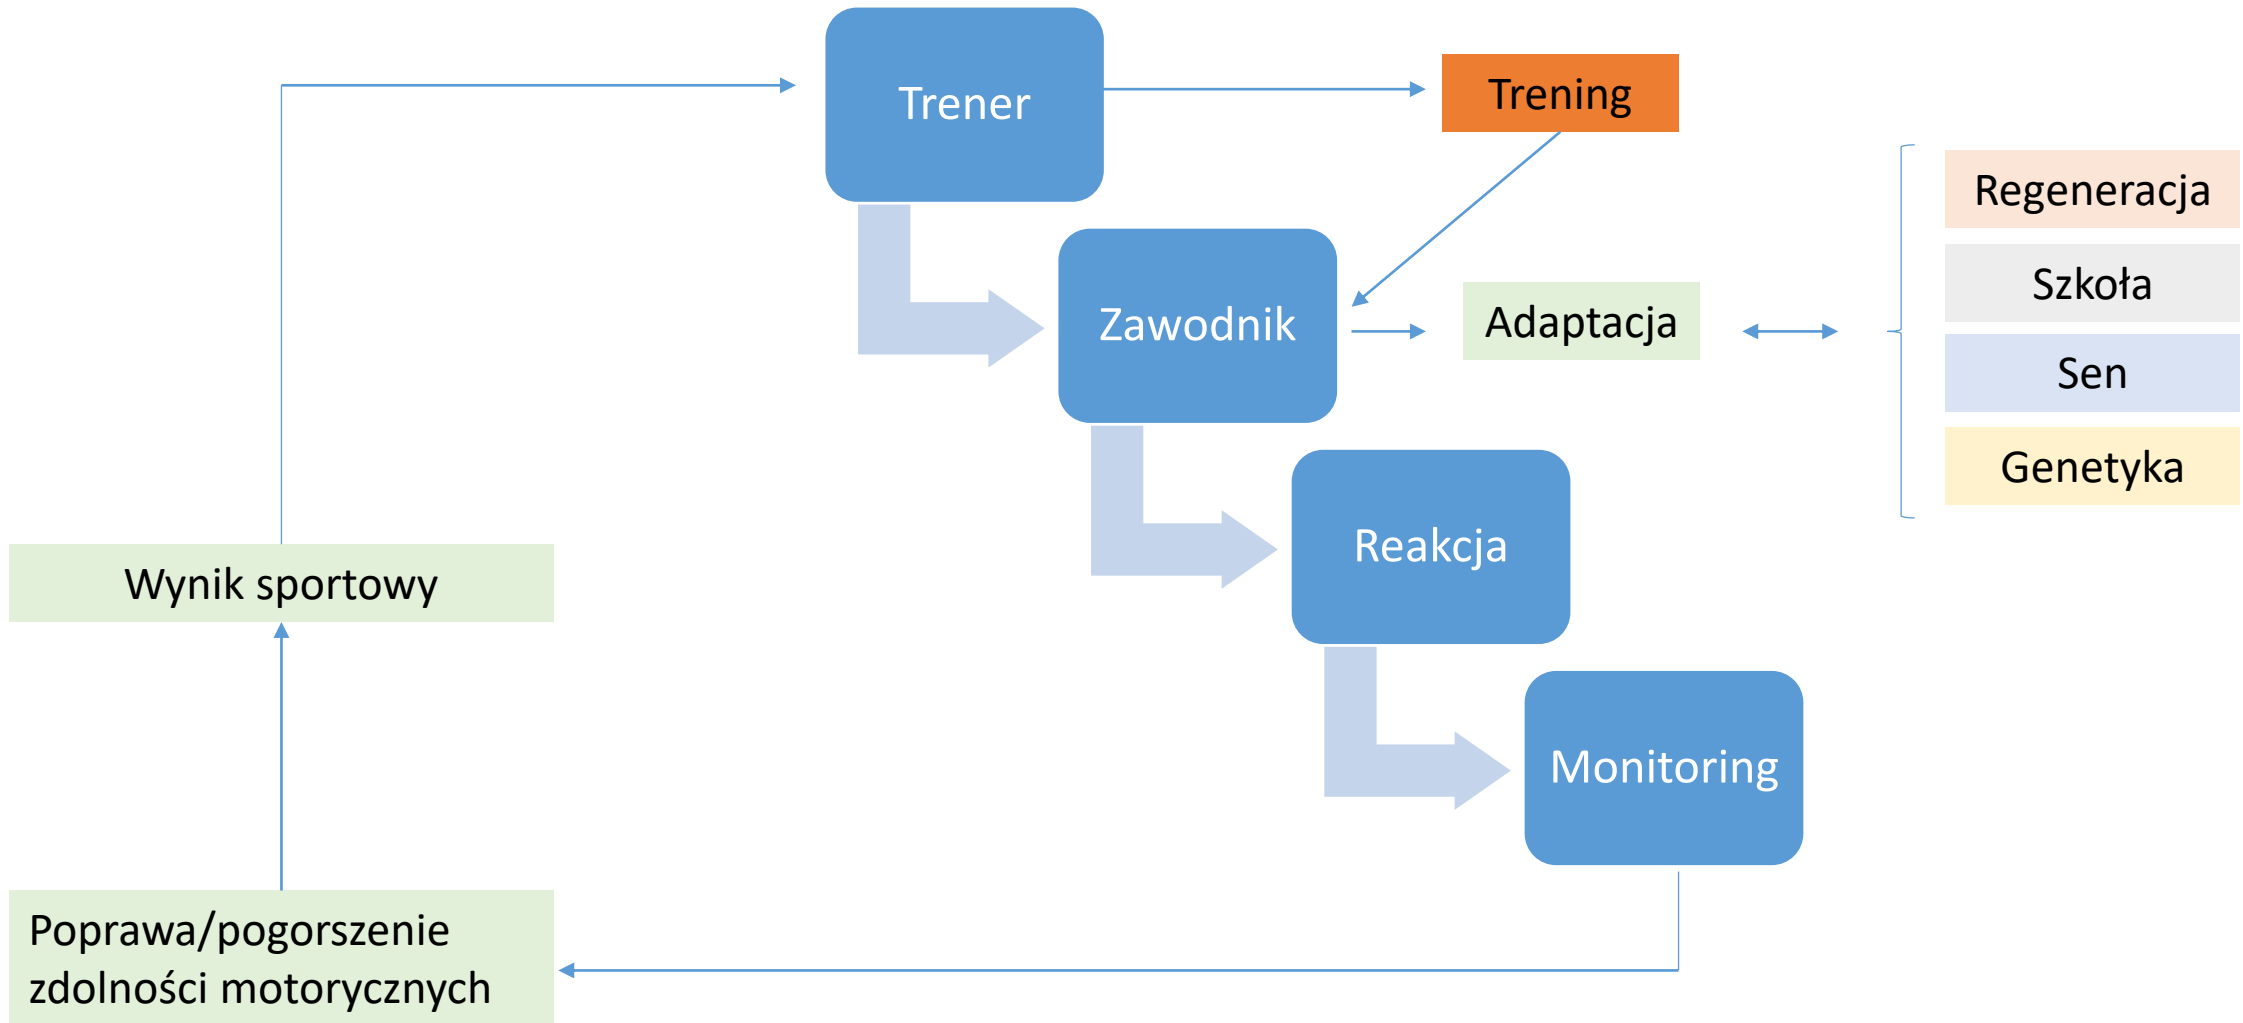 Trener
Trening
Regeneracja
Szkoła
Zawodnik
Adaptacja
Sen
Genetyka
Reakcja
Wynik sportowy
Monitoring
Poprawa/pogorszenie
zdolności motorycznych